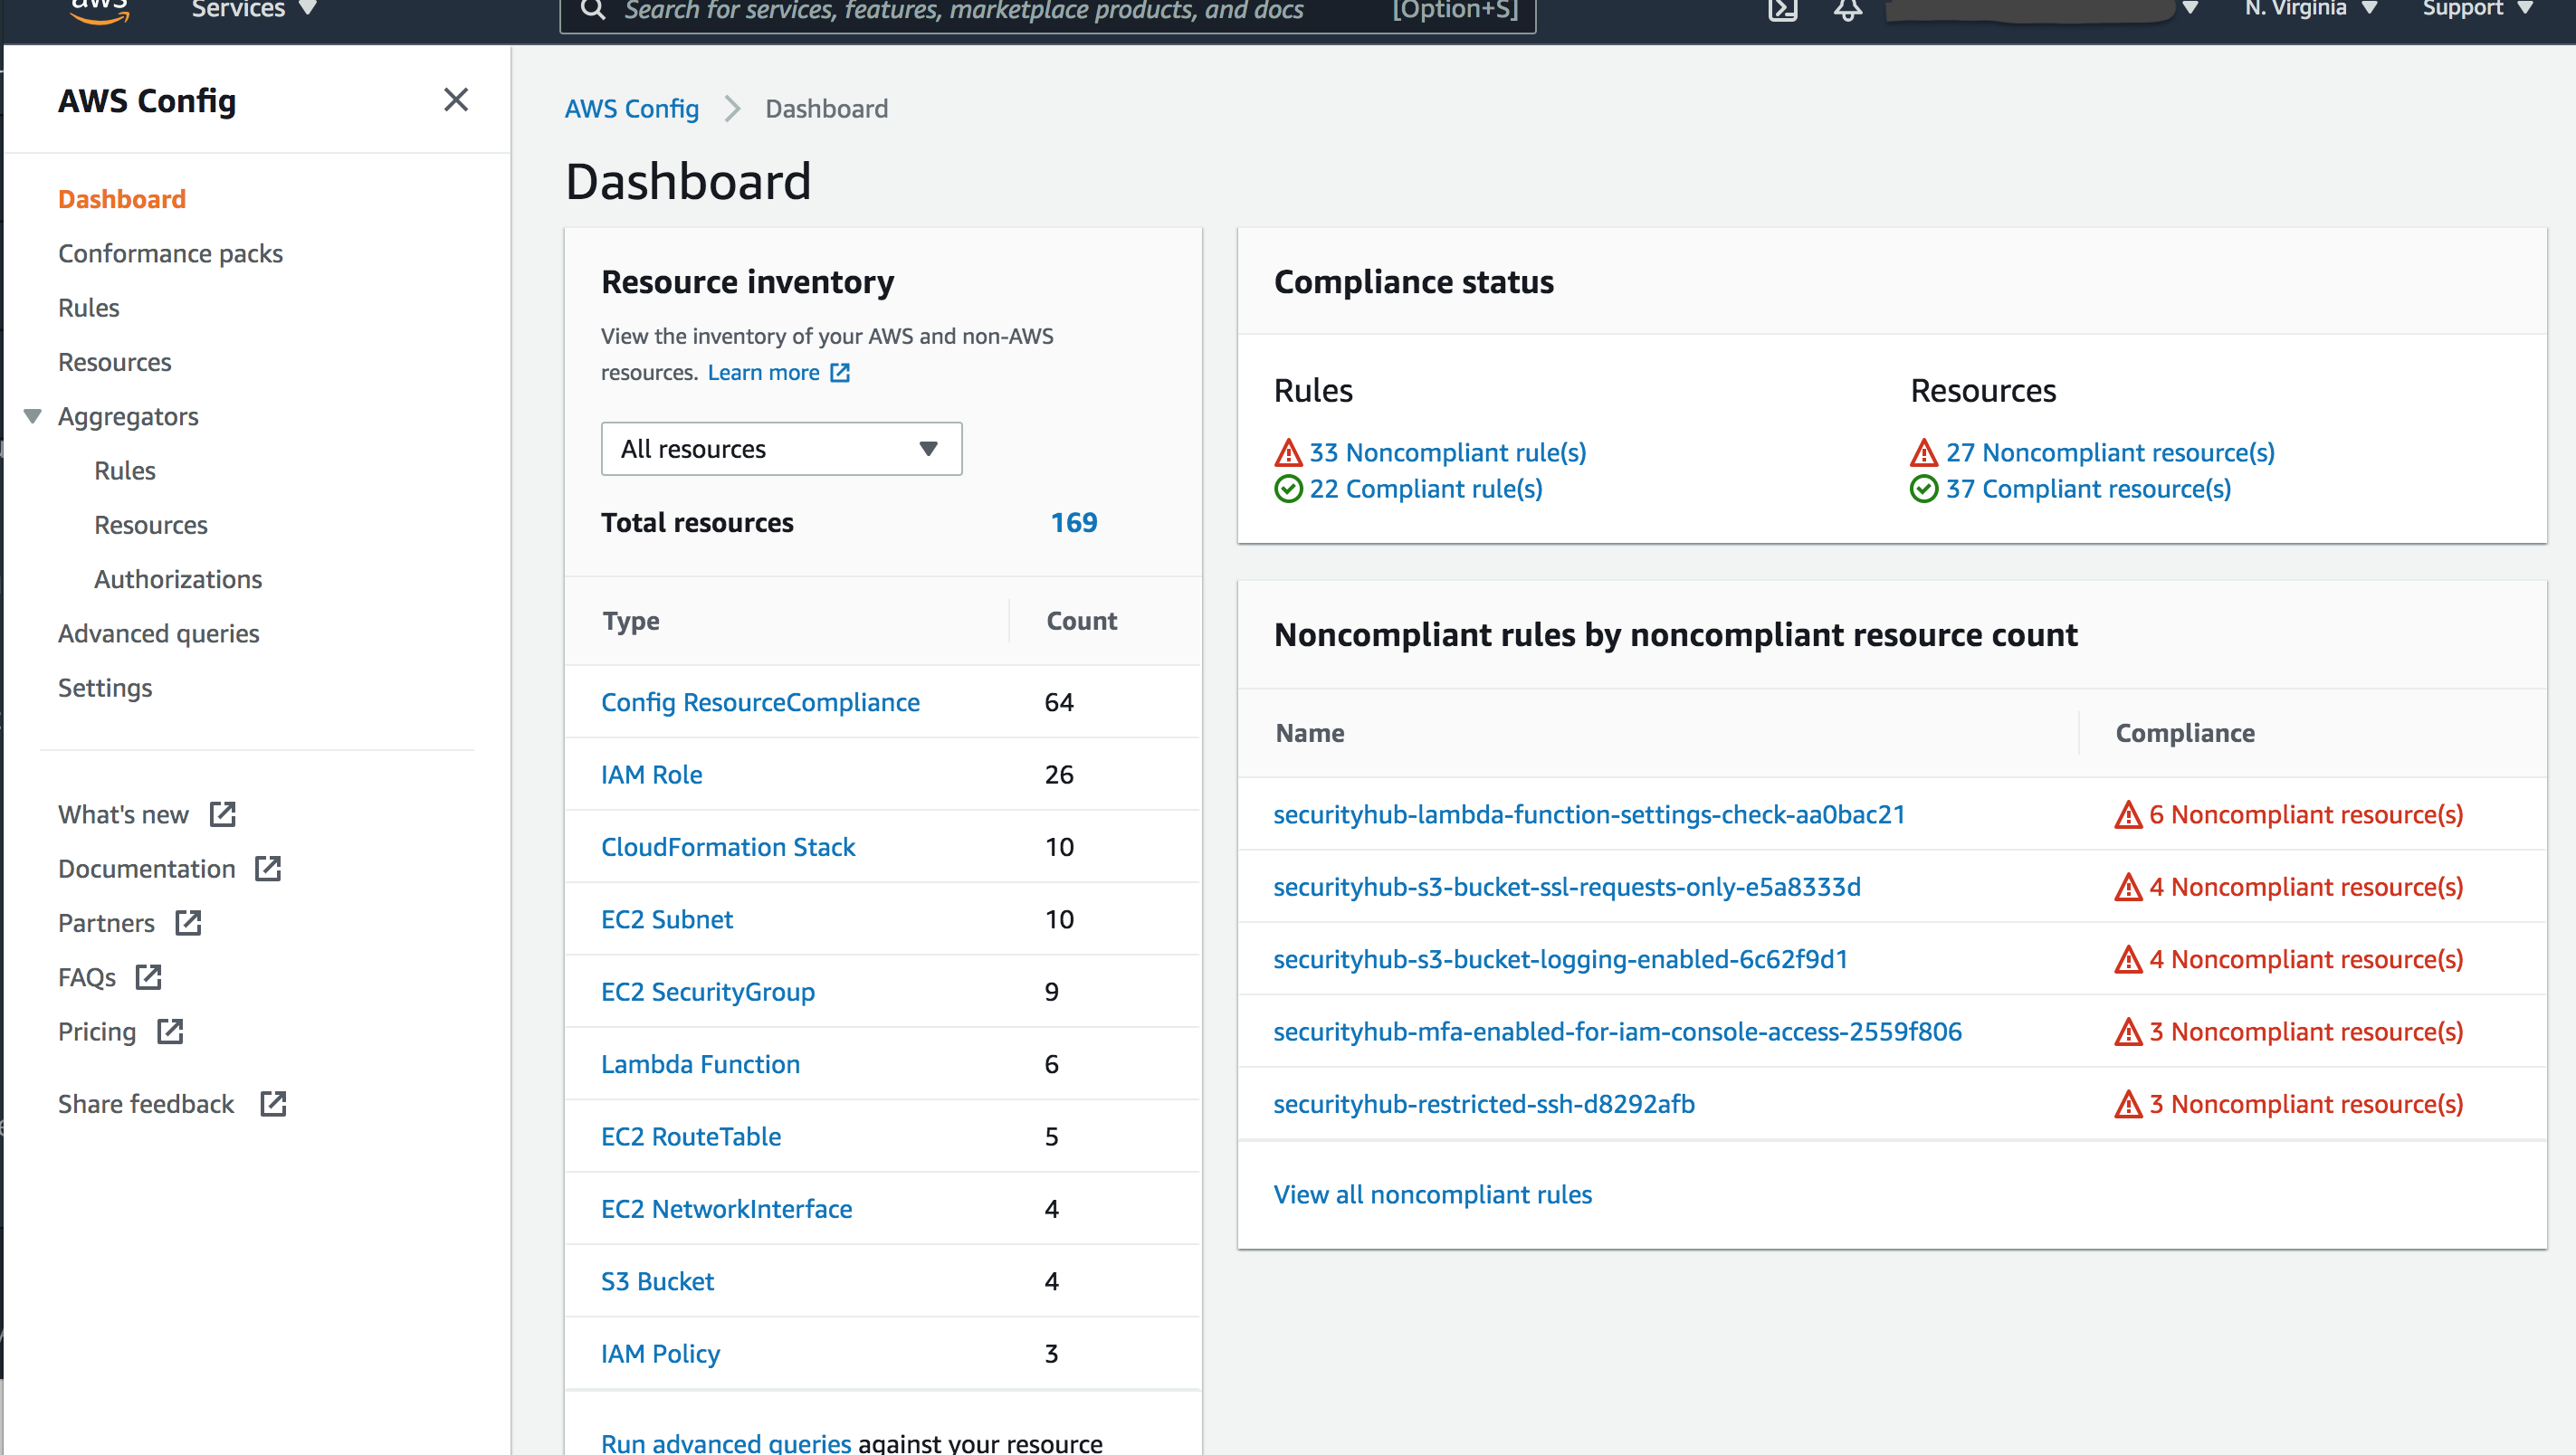 aws
Services
Search for services, features, marketplace products, and docs
[Option+S]
N. Virginia
Support
AWS Config
Dashboard
Conformance packs
Rules
Resources
Aggregators
Rules
Resources
Authorizations
Advanced queries
Settings
What's new
Documentation
Partners
FAQs
Pricing
Share feedback
AWS Config
Dashboard
Dashboard
Resource inventory
View the inventory of your AWS and non-AWS
resources. Learn more
All resources
Total resources 169
Type Count
Config ResourceCompliance 64
IAM Role 26
CloudFormation Stack 10
EC2 Subnet 10
EC2 SecurityGroup 9
Lambda Function 6
EC2 RouteTable 5
EC2 NetworkInterface 4
S3 Bucket 4
IAM Policy 3
Run advanced queries against your resource
Compliance status
Rules
33 Noncompliant rule(s)
22 Compliant rule(s)
Resources
27 Noncompliant resource(s)
37 Compliant resource(s)
Noncompliant rules by noncompliant resource count
Name Compliance
securityhub-lambda-function-settings-check-aa0bac21 6 Noncompliant resource(s)
securityhub-s3-bucket-ssl-requests-only-e5a8333d 4 Noncompliant resource(s)
securityhub-s3-bucket-logging-enabled-6c62f9d1 4 Noncompliant resource(s)
securityhub-mfa-enabled-for-iam-console-access-2559f806 3 Noncompliant resource(s)
securityhub-restricted-ssh-d8292afb 3 Noncompliant resource(s)
View all noncompliant rules